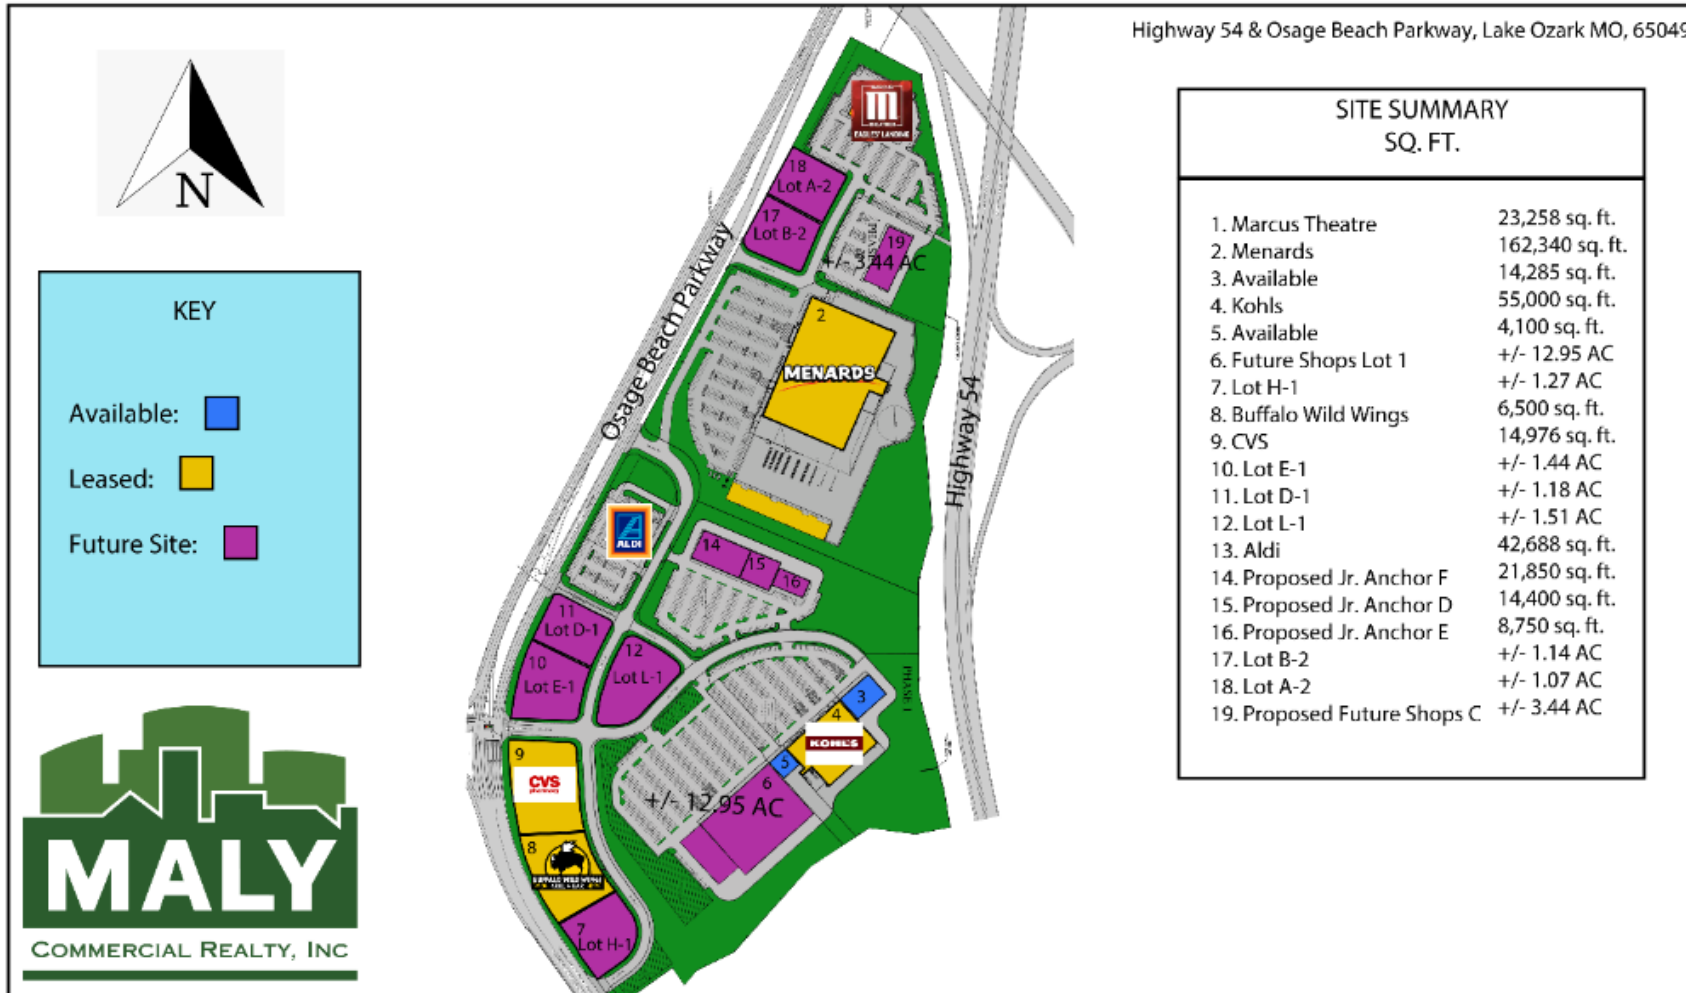 Highway 54 & Osage Beach Parkway, Lake Ozark MO, 65049
N
KEY
Available:
Leased:
Future Site:
MALY
COMMERCIAL REALTY, INC
EAGLES' LANDING
18
Lot A-2
17
Lot B-2
19
+/- 3.44 AC
Osage Beach Parkway
Highway 54
2
MENARDS
ALDI
14
15
16
11
Lot D-1
10
Lot E-1
12
Lot L-1
PHASE 1
3
4
KOHL'S
5
6
+/- 12.95 AC
9
CVS
pharmacy
8
BUFFALO WILD WINGS
7
Lot H-1
SITE SUMMARY
SQ. FT.
1. Marcus Theatre 23,258 sq. ft.
2. Menards 162,340 sq. ft.
3. Available 14,285 sq. ft.
4. Kohls 55,000 sq. ft.
5. Available 4,100 sq. ft.
6. Future Shops Lot 1 +/- 12.95 AC
7. Lot H-1 +/- 1.27 AC
8. Buffalo Wild Wings 6,500 sq. ft.
9. CVS 14,976 sq. ft.
10. Lot E-1 +/- 1.44 AC
11. Lot D-1 +/- 1.18 AC
12. Lot L-1 +/- 1.51 AC
13. Aldi 42,688 sq. ft.
14. Proposed Jr. Anchor F 21,850 sq. ft.
15. Proposed Jr. Anchor D 14,400 sq. ft.
16. Proposed Jr. Anchor E 8,750 sq. ft.
17. Lot B-2 +/- 1.14 AC
18. Lot A-2 +/- 1.07 AC
19. Proposed Future Shops C +/- 3.44 AC